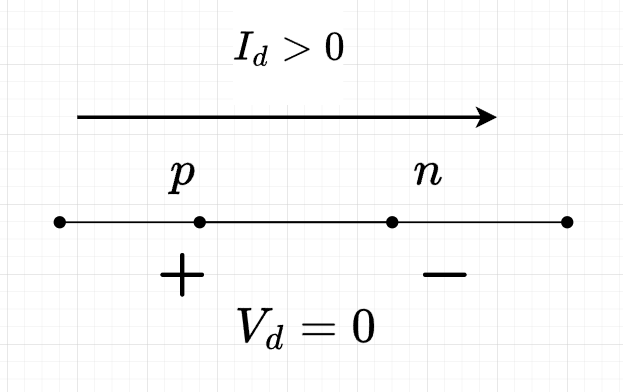 I_d > 0
p n
+ −
V_d = 0